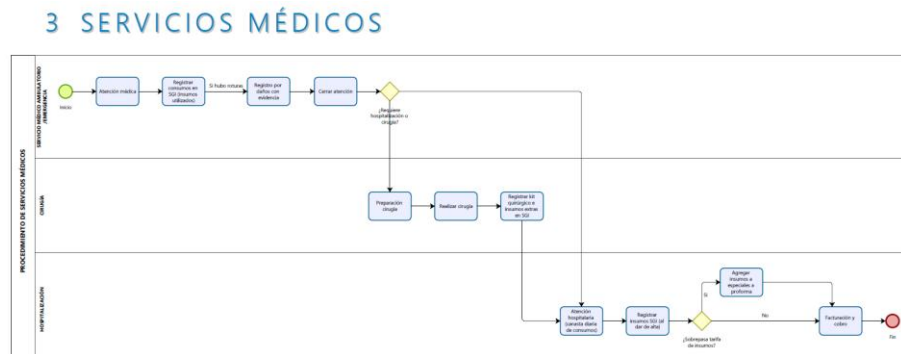 3 SERVICIOS MÉDICOS
PROCEDIMIENTO DE SERVICIOS MÉDICOS
SERVICIO MÉDICO AMBULATORIO
/EMERGENCIA
Inicio
Atención médica
Registrar
consumos en
SGI (Insumos
utilizados)
Si hubo roturas
Registro por
daños con
evidencia
Cerrar atención
¿Requiere
hospitalización o
cirugía?
CIRUGÍA
Preparación
cirugía
Realizar cirugía
Registrar kit
quirúrgico e
insumos extras
en SGI
HOSPITALIZACIÓN
Atención
hospitalaria
(canasta diaria
de consumos)
Registrar
insumos SGI (al
dar de alta)
¿Sobrepasa tarifa
de insumos?
Si
Agregar
insumos a
especiales a
proforma
No
Facturación y
cobro
Fin